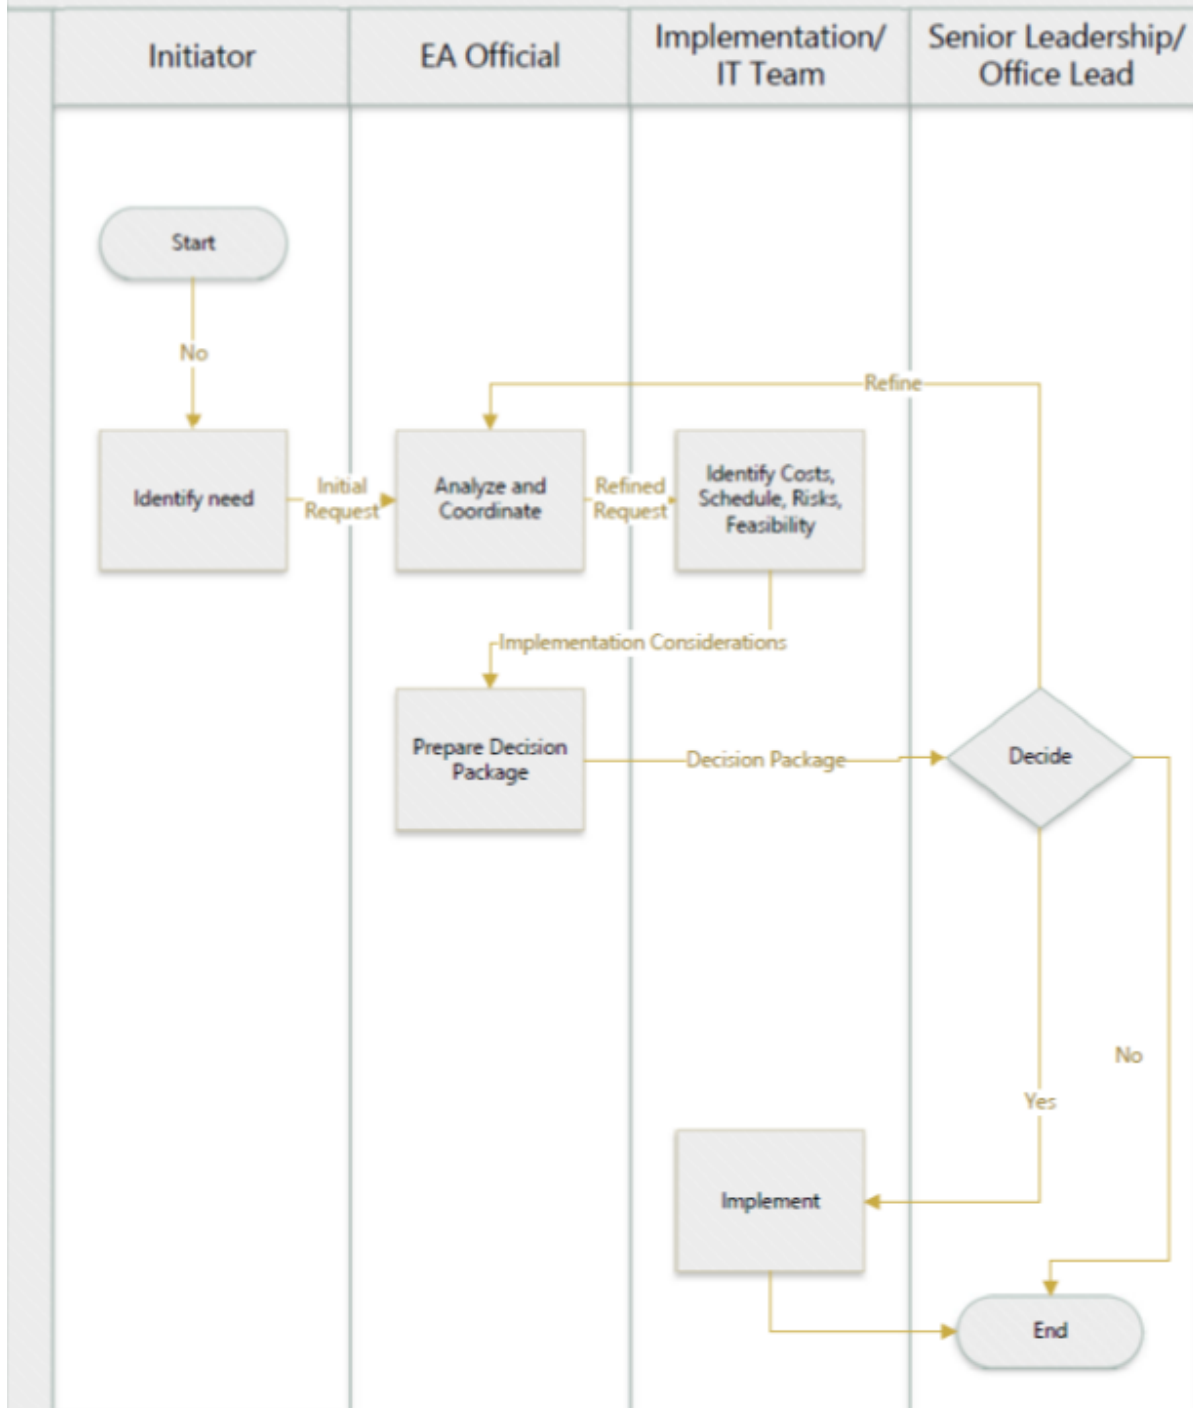 Initiator
EA Official
Implementation/
IT Team
Senior Leadership/
Office Lead
Start
No
Refine
Identify need
Initial
Request
Analyze and
Coordinate
Refined
Request
Identify Costs,
Schedule, Risks,
Feasibility
Implementation Considerations
Prepare Decision
Package
Decision Package
Decide
No
Yes
Implement
End